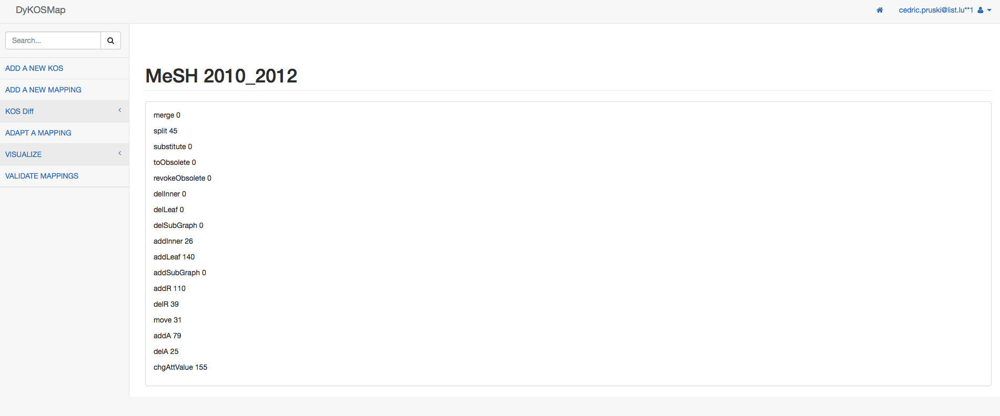 DyKOSMap
cedric.pruski@list.lu**1
Search...
ADD A NEW KOS
ADD A NEW MAPPING
KOS Diff
ADAPT A MAPPING
VISUALIZE
VALIDATE MAPPINGS
MeSH 2010_2012
merge 0
split 45
substitute 0
toObsolete 0
revokeObsolete 0
delInner 0
delLeaf 0
delSubGraph 0
addInner 26
addLeaf 140
addSubGraph 0
addR 110
delR 39
move 31
addA 79
delA 25
chgAttValue 155